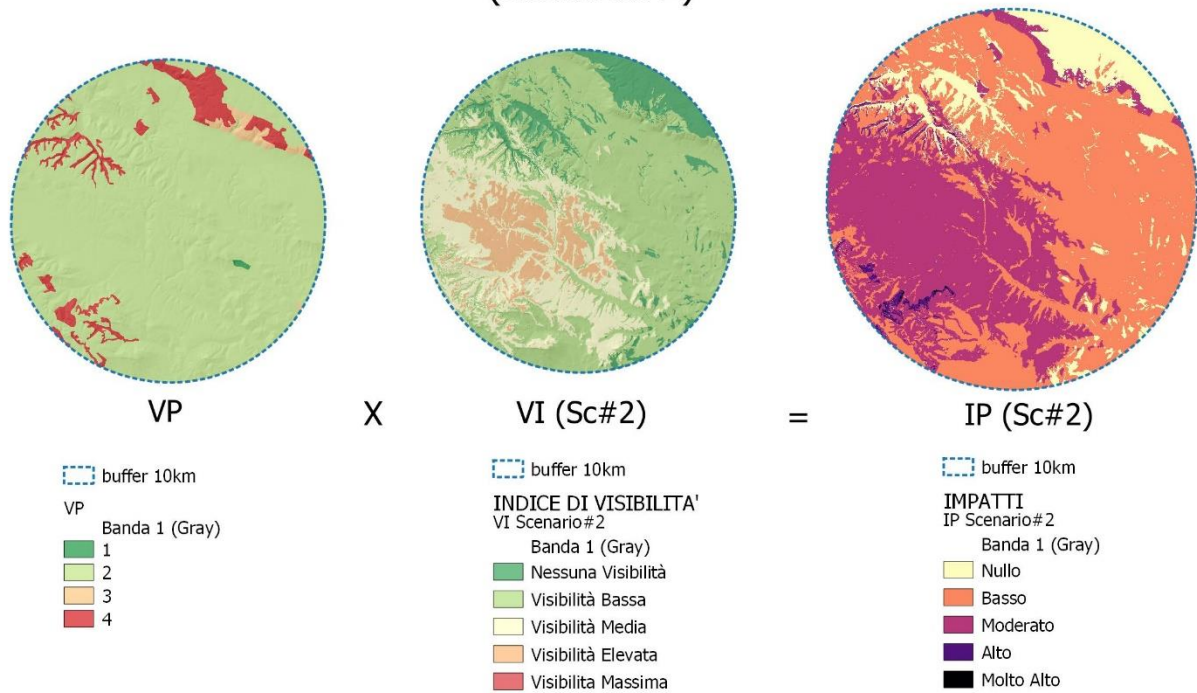 VP X VI (Sc#2) = IP (Sc#2)
buffer 10km
VP
Banda 1 (Gray)
1
2
3
4
buffer 10km
INDICE DI VISIBILITA'
VI Scenario#2
Banda 1 (Gray)
Nessuna Visibilità
Visibilità Bassa
Visibilità Media
Visibilità Elevata
Visibilita Massima
buffer 10km
IMPATTI
IP Scenario#2
Banda 1 (Gray)
Nullo
Basso
Moderato
Alto
Molto Alto